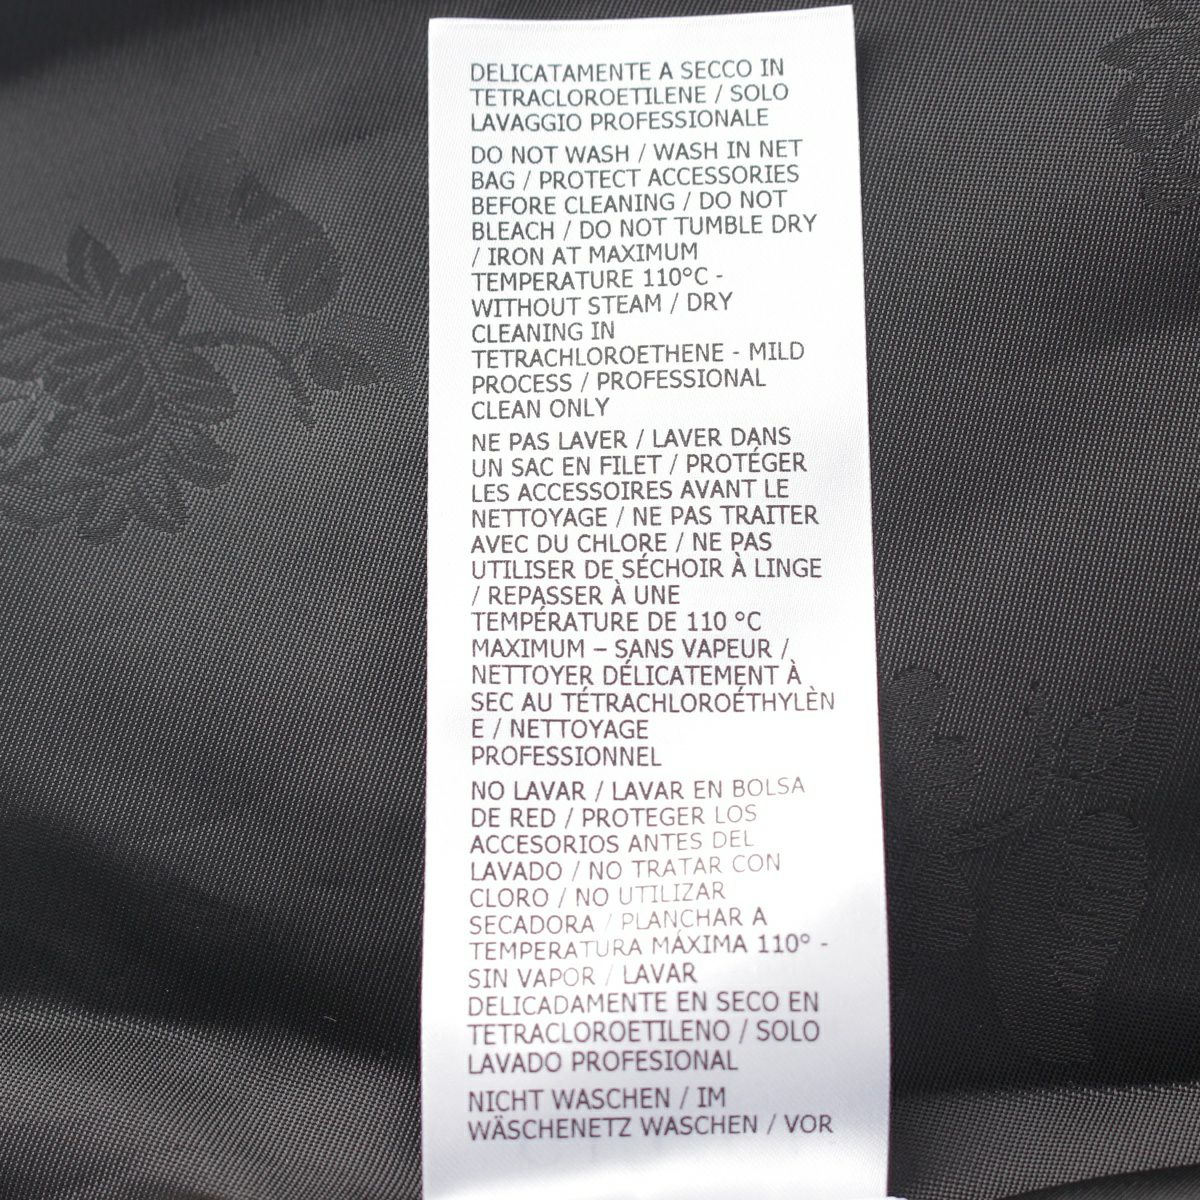 DELICATAMENTE A SECCO IN
TETRACLOROETILENE / SOLO
LAVAGGIO PROFESSIONALE
DO NOT WASH / WASH IN NET
BAG / PROTECT ACCESSORIES
BEFORE CLEANING / DO NOT
BLEACH / DO NOT TUMBLE DRY
/ IRON AT MAXIMUM
TEMPERATURE 110°C -
WITHOUT STEAM / DRY
CLEANING IN
TETRACHLOROETHENE - MILD
PROCESS / PROFESSIONAL
CLEAN ONLY
NE PAS LAVER / LAVER DANS
UN SAC EN FILET / PROTÉGER
LES ACCESSOIRES AVANT LE
NETTOYAGE / NE PAS TRAITER
AVEC DU CHLORE / NE PAS
UTILISER DE SÉCHOIR À LINGE
/ REPASSER À UNE
TEMPÉRATURE DE 110 °C
MAXIMUM – SANS VAPEUR /
NETTOYER DÉLICATEMENT À
SEC AU TÉTRACHLOROÉTHYLÈN
E / NETTOYAGE
PROFESSIONNEL
NO LAVAR / LAVAR EN BOLSA
DE RED / PROTEGER LOS
ACCESORIOS ANTES DEL
LAVADO / NO TRATAR CON
CLORO / NO UTILIZAR
SECADORA / PLANCHAR A
TEMPERATURA MÁXIMA 110° -
SIN VAPOR / LAVAR
DELICADAMENTE EN SECO EN
TETRACLOROETILENO / SOLO
LAVADO PROFESIONAL
NICHT WASCHEN / IM
WÄSCHENETZ WASCHEN / VOR